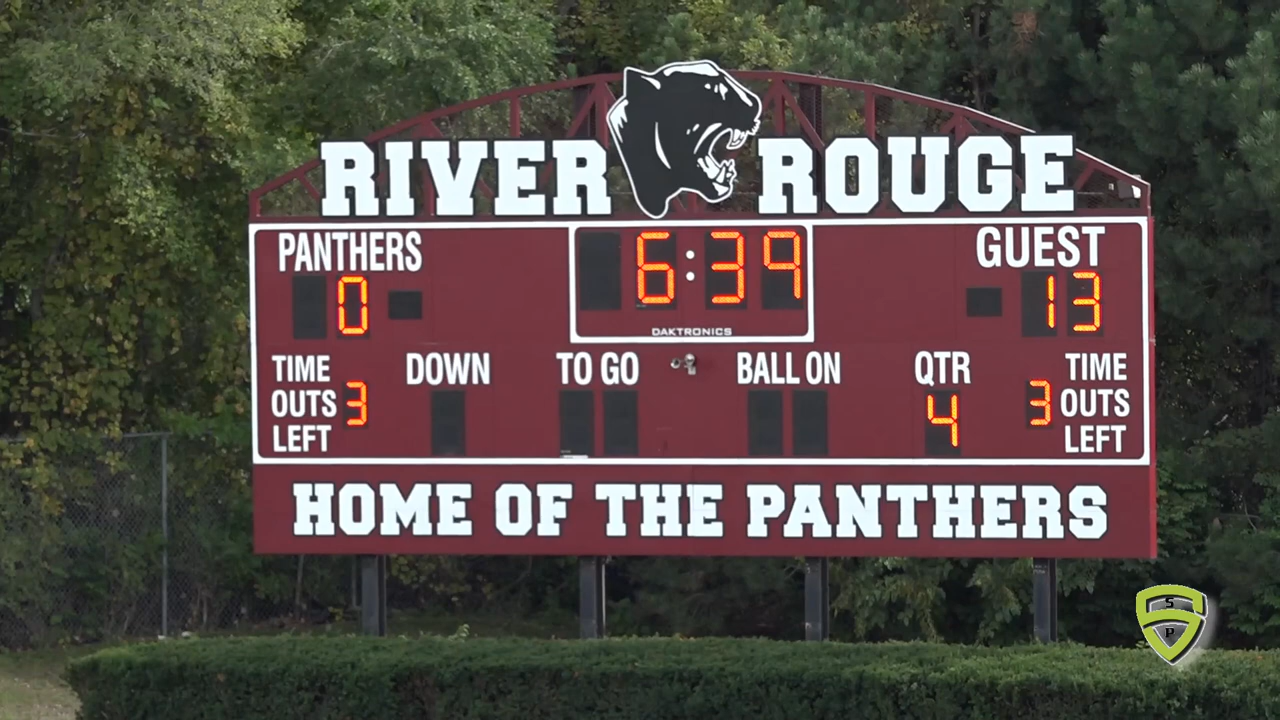 RIVER ROUGE
PANTHERS 6:39 GUEST
0 13
DAKTRONICS
TIME OUTS LEFT 3 DOWN TO GO BALL ON QTR 4 3 TIME OUTS LEFT
HOME OF THE PANTHERS
S
P